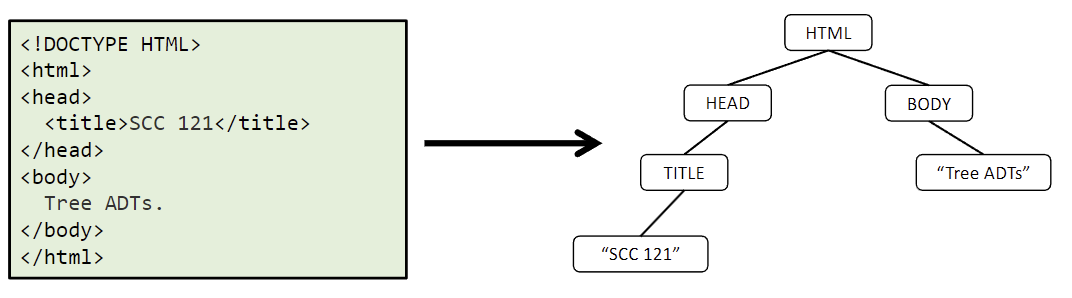 <!DOCTYPE HTML>
<html>
<head>
  <title>SCC 121</title>
</head>
<body>
  Tree ADTs.
</body>
</html>
HTML
HEAD
BODY
TITLE
“Tree ADTs”
“SCC 121”